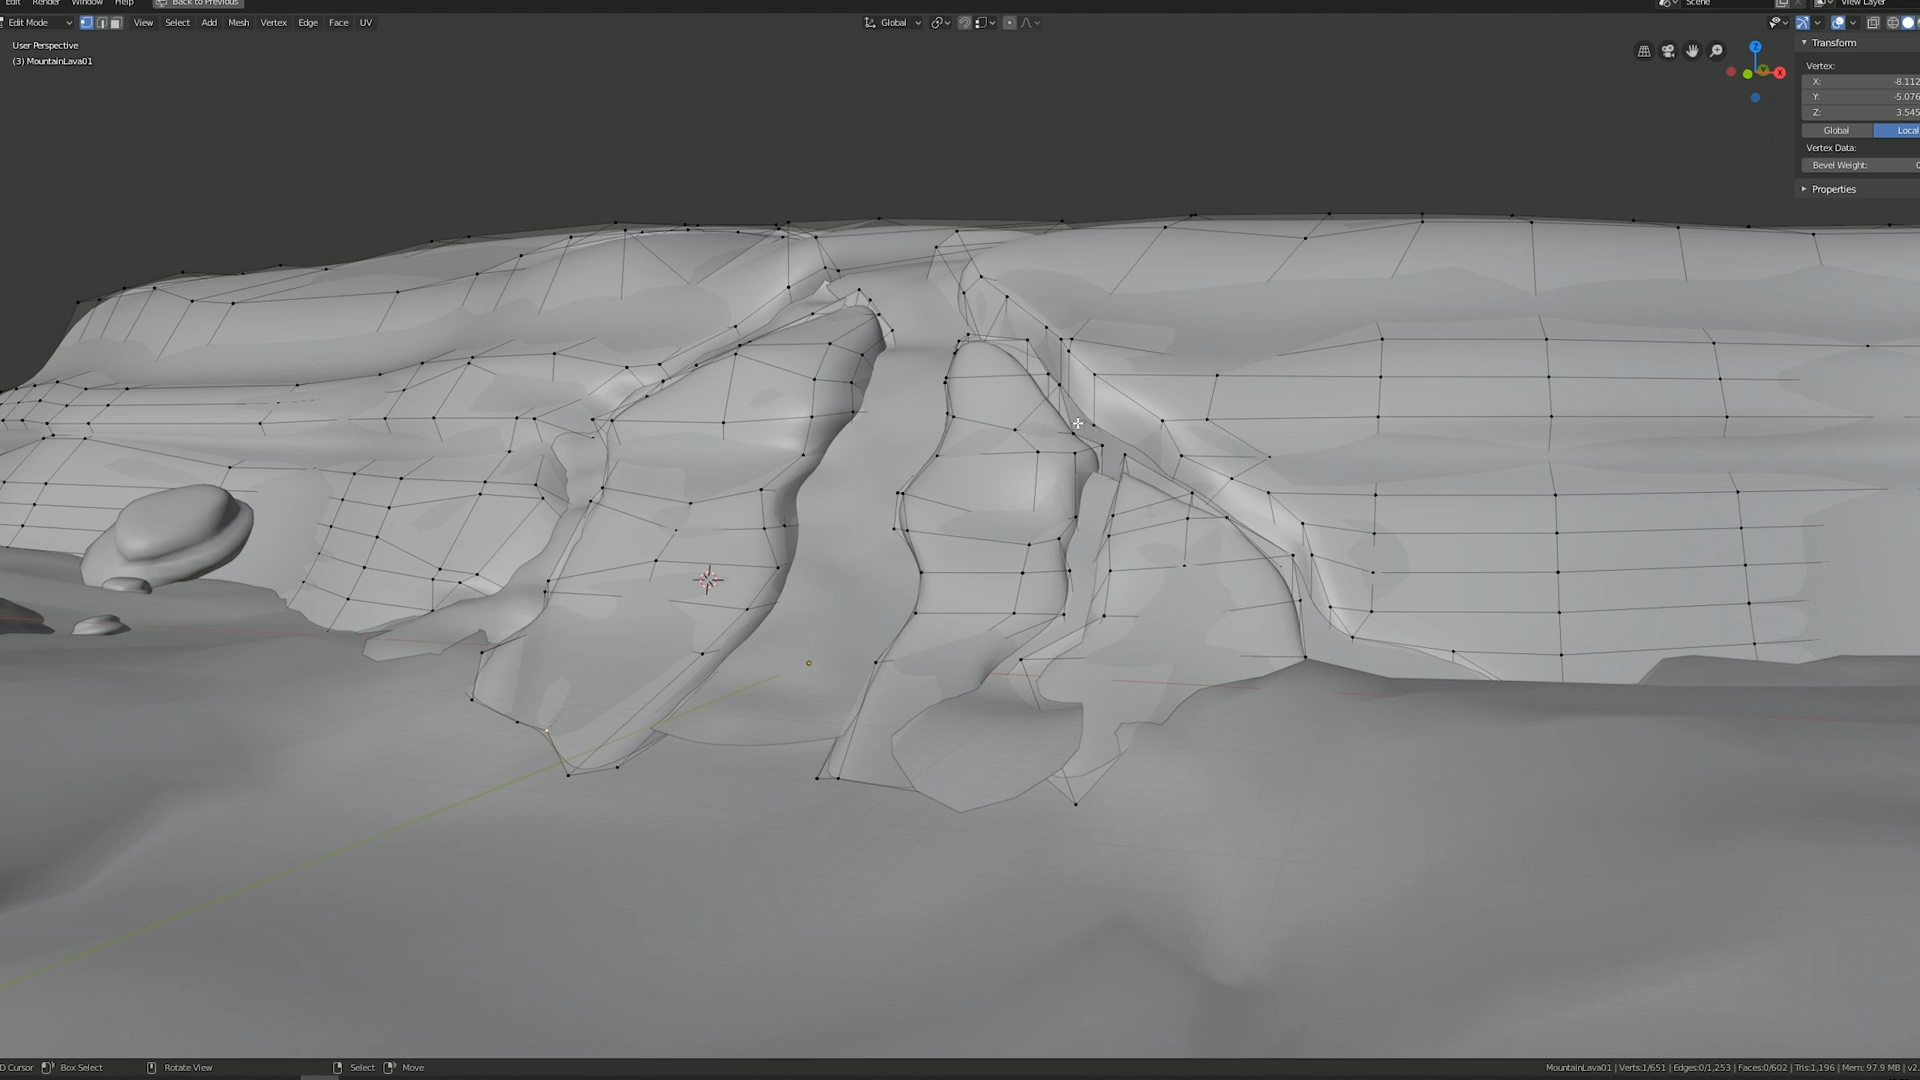 Edit Render Window Help Back to Previous Scene View Layer
Edit Mode View Select Add Mesh Vertex Edge Face UV Global
User Perspective
(3) MountainLava01
Z
Y
X
Transform
Vertex:
X: -8.112
Y: -5.076
Z: 3.545
Global Local
Vertex Data:
Bevel Weight: 0
Properties
D Cursor Box Select Rotate View Select Move MountainLava01 | Verts:1/651 | Edges:0/1,253 | Faces:0/602 | Tris:1,196 | Mem: 97.9 MB | v2.